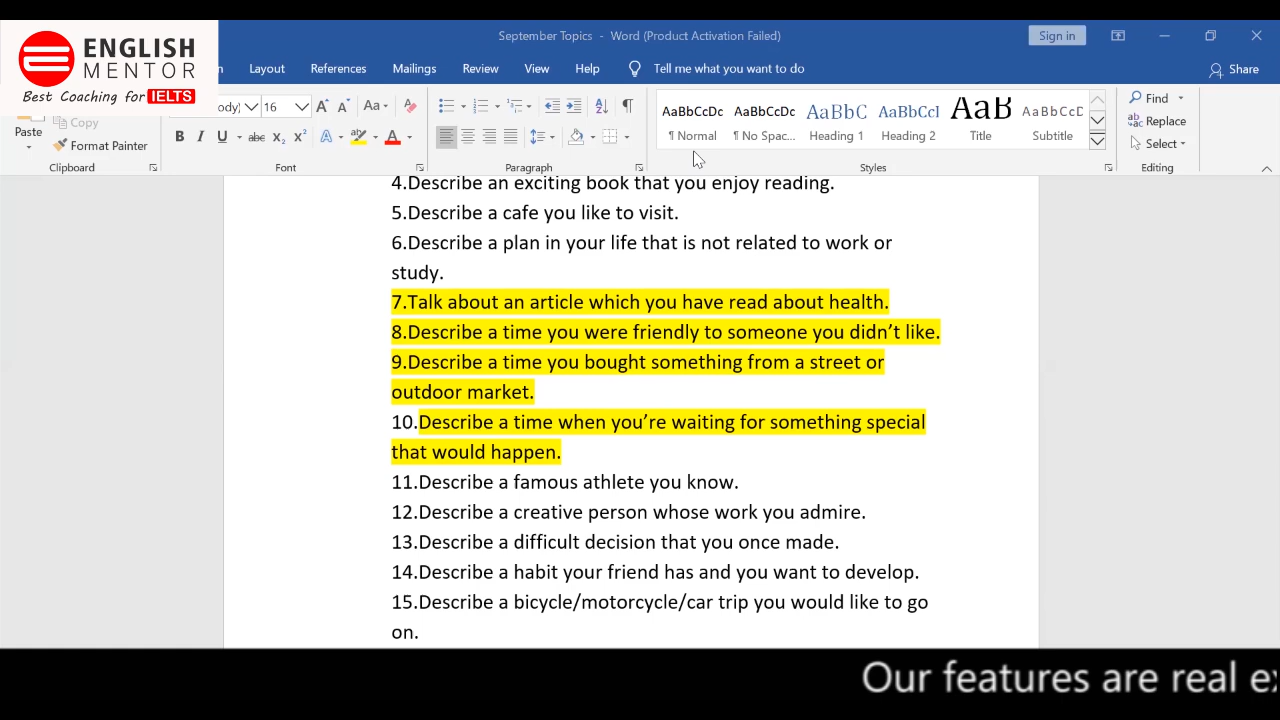 ENGLISH
MENTOR
Best Coaching for IELTS
September Topics - Word (Product Activation Failed)
Sign in
Layout References Mailings Review View Help Tell me what you want to do
Share
16 Aa
Paste
Copy
Format Painter
B I U abc X2 X2 A A
AaBbCcDc AaBbCcDc AaBbC AaBbCcI AaB AaBbCcD
¶ Normal ¶ No Spac... Heading 1 Heading 2 Title Subtitle
Find
Replace
Select
Clipboard Font Paragraph Styles Editing
4.Describe an exciting book that you enjoy reading.
5.Describe a cafe you like to visit.
6.Describe a plan in your life that is not related to work or
study.
7.Talk about an article which you have read about health.
8.Describe a time you were friendly to someone you didn’t like.
9.Describe a time you bought something from a street or
outdoor market.
10.Describe a time when you’re waiting for something special
that would happen.
11.Describe a famous athlete you know.
12.Describe a creative person whose work you admire.
13.Describe a difficult decision that you once made.
14.Describe a habit your friend has and you want to develop.
15.Describe a bicycle/motorcycle/car trip you would like to go
on.
Our features are real